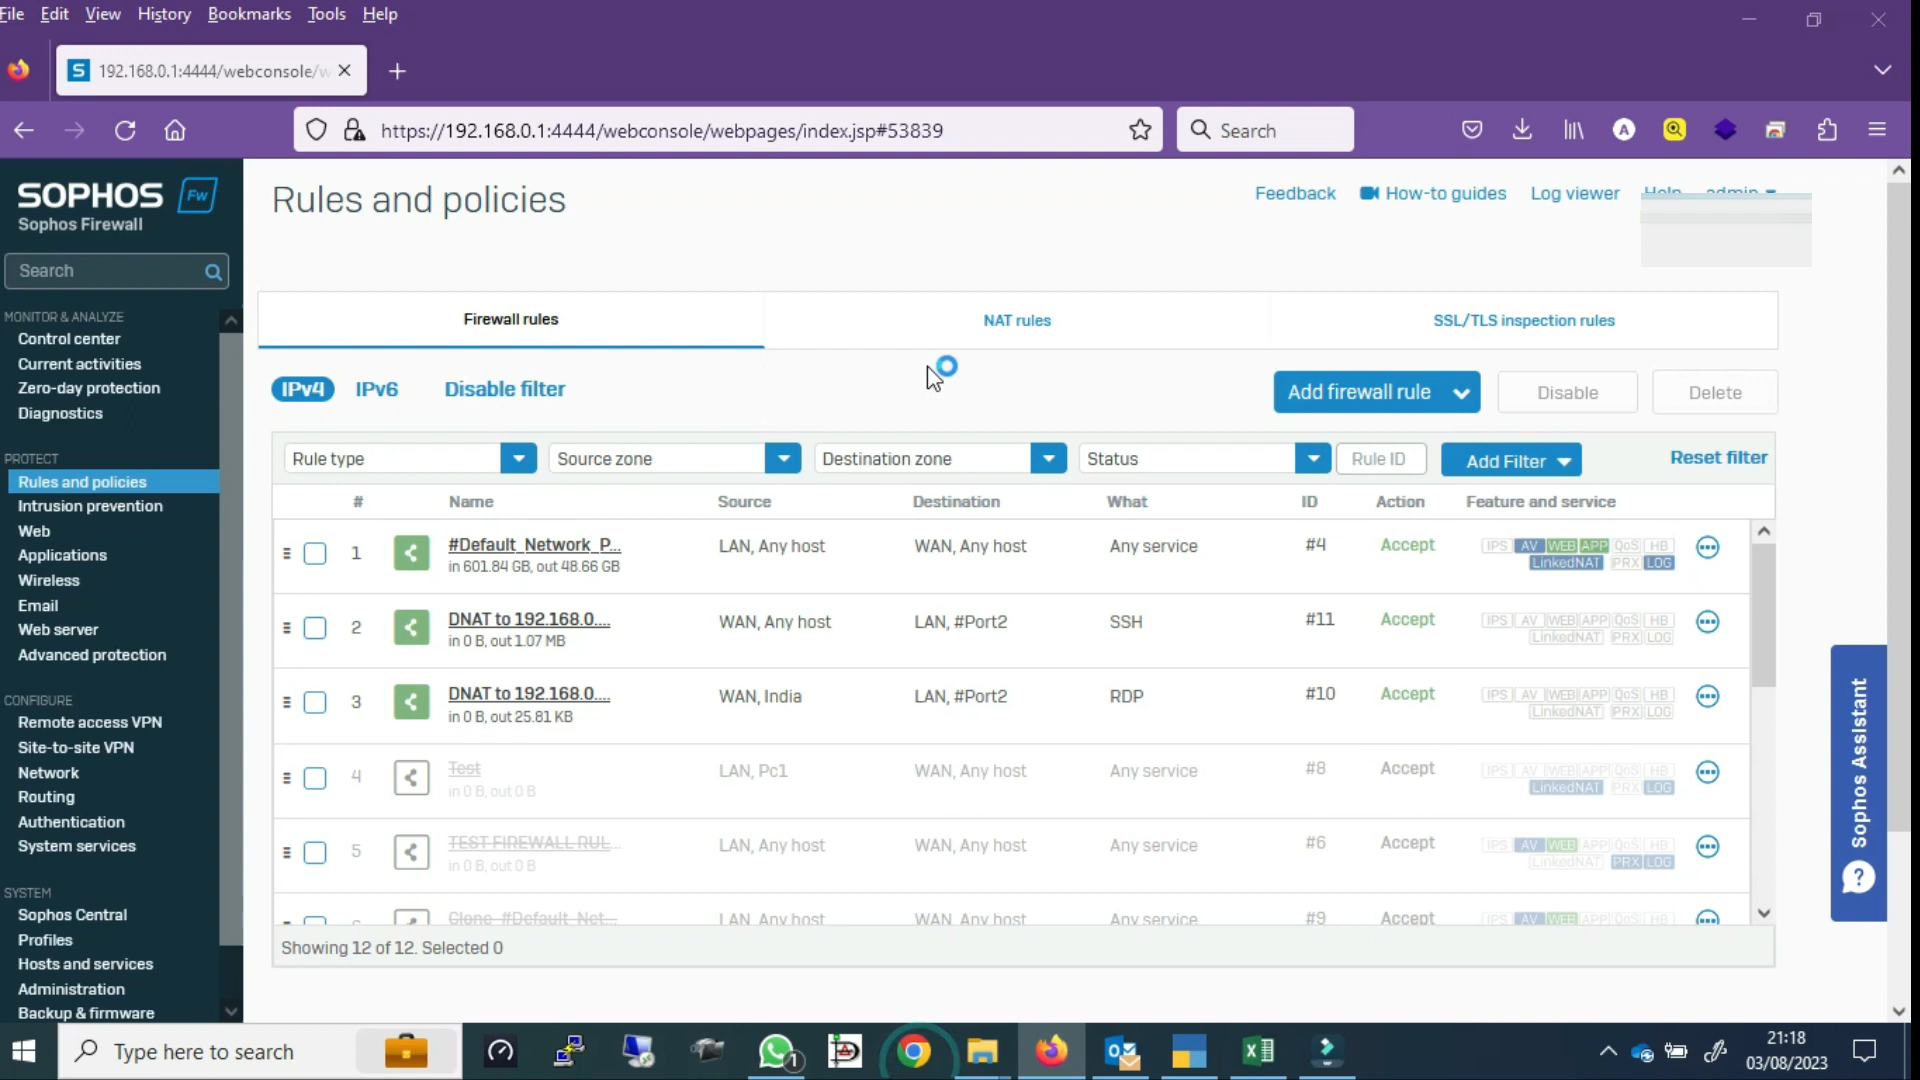 File Edit View History Bookmarks Tools Help
192.168.0.1:4444/webconsole/w
https://192.168.0.1:4444/webconsole/webpages/index.jsp#53839
Search
SOPHOS Fw
Sophos Firewall
Search
MONITOR & ANALYZE
Control center
Current activities
Zero-day protection
Diagnostics
PROTECT
Rules and policies
Intrusion prevention
Web
Applications
Wireless
Email
Web server
Advanced protection
CONFIGURE
Remote access VPN
Site-to-site VPN
Network
Routing
Authentication
System services
SYSTEM
Sophos Central
Profiles
Hosts and services
Administration
Backup & firmware
Rules and policies
Feedback How-to guides Log viewer Help admin
Firewall rules NAT rules SSL/TLS inspection rules
IPv4 IPv6 Disable filter Add firewall rule Disable Delete
Rule type Source zone Destination zone Status Rule ID Add Filter Reset filter
# Name Source Destination What ID Action Feature and service
1 #Default_Network_P... LAN, Any host WAN, Any host Any service #4 Accept IPS AV WEB APP QoS HB
in 601.84 GB, out 48.66 GB LinkedNAT PRX LOG
2 DNAT to 192.168.0.... WAN, Any host LAN, #Port2 SSH #11 Accept IPS AV WEB APP QoS HB
in 0 B, out 1.07 MB LinkedNAT PRX LOG
3 DNAT to 192.168.0.... WAN, India LAN, #Port2 RDP #10 Accept IPS AV WEB APP QoS HB
in 0 B, out 25.81 KB LinkedNAT PRX LOG
4 Test LAN, Pc1 WAN, Any host Any service #8 Accept IPS AV WEB APP QoS HB
in 0 B, out 0 B LinkedNAT PRX LOG
5 TEST FIREWALL RUL... LAN, Any host WAN, Any host Any service #6 Accept IPS AV WEB APP QoS HB
in 0 B, out 0 B LinkedNAT PRX LOG
6 Clone_#Default_Net... LAN, Any host WAN, Any host Any service #9 Accept IPS AV WEB APP QoS HB
Showing 12 of 12. Selected 0
Sophos Assistant
Type here to search
1
21:18
03/08/2023